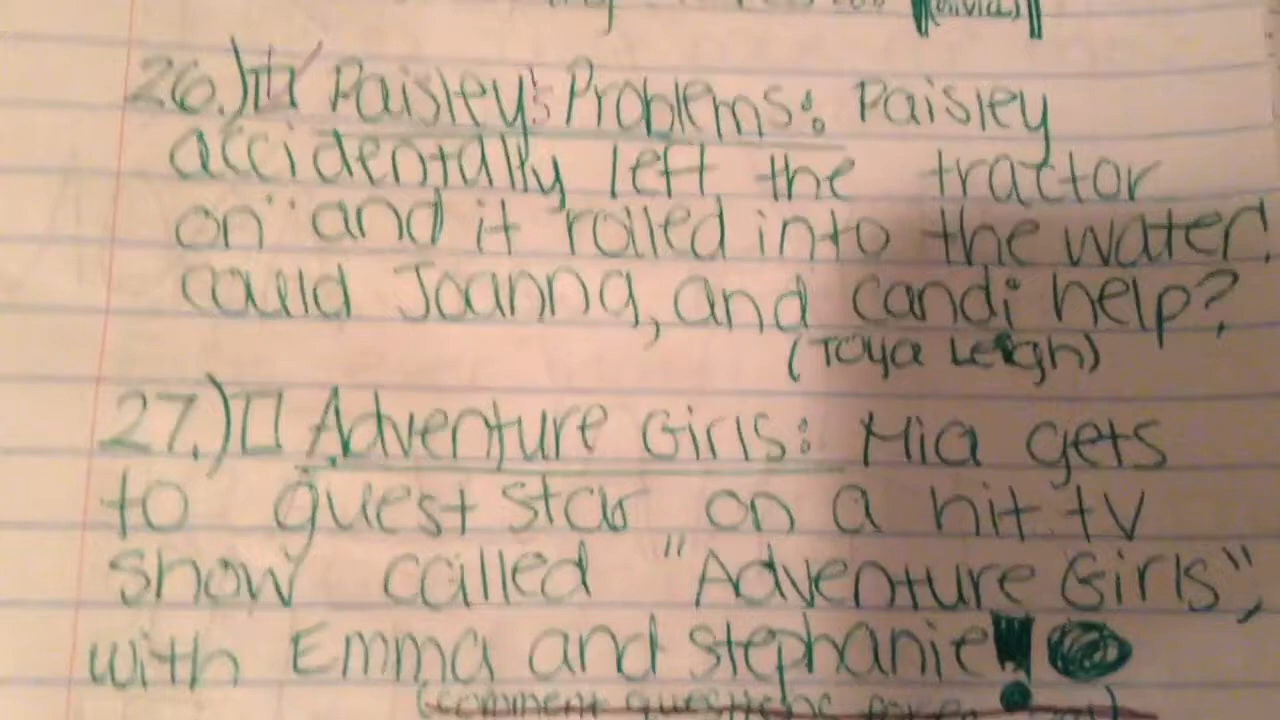 (Olivia)
26.) Paisley's Problems: Paisley
accidentally left the tractor
on and it rolled into the water.
could Joanna, and Candi help?
(Toya Leigh)
27.) Adventure Girls: Mia gets
to guest star on a hit tv
show called "Adventure Girls",
with Emma and stephanie!
(comment